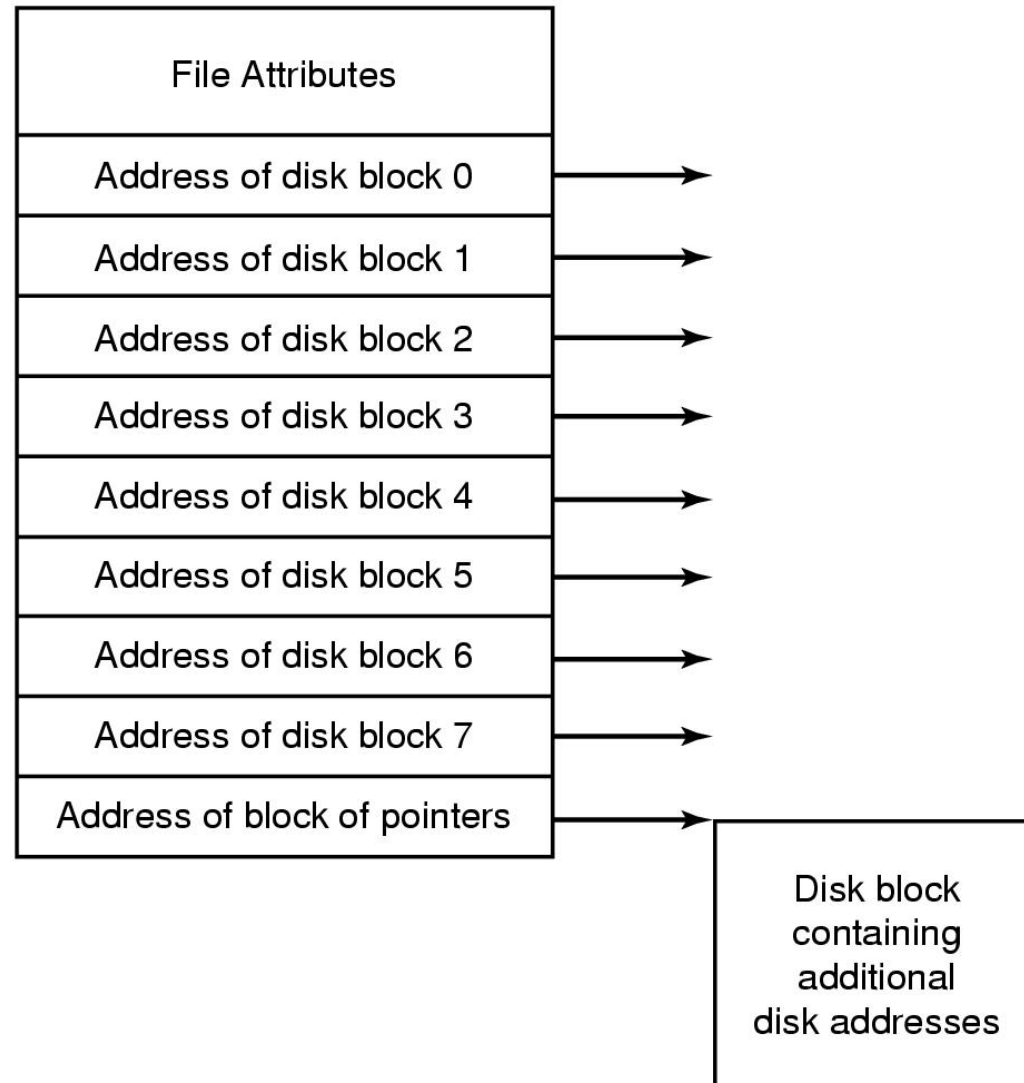 File Attributes
Address of disk block 0
Address of disk block 1
Address of disk block 2
Address of disk block 3
Address of disk block 4
Address of disk block 5
Address of disk block 6
Address of disk block 7
Address of block of pointers
Disk block
containing
additional
disk addresses